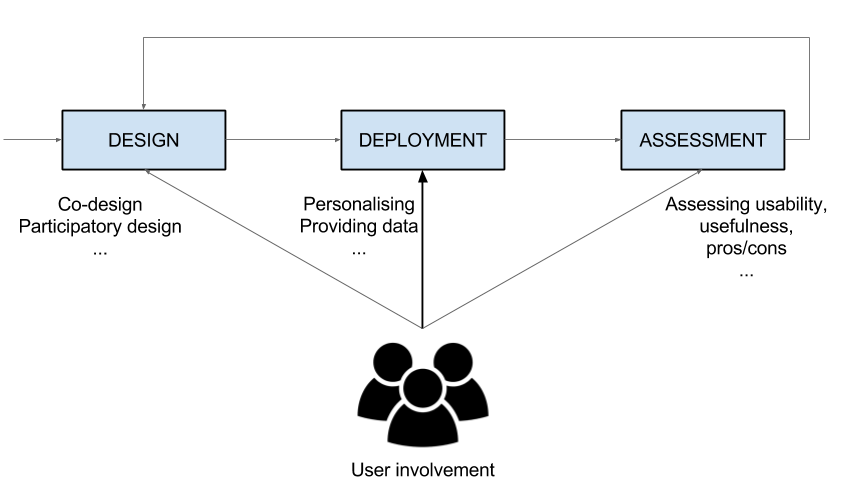 DESIGN
DEPLOYMENT
ASSESSMENT
Co-design
Participatory design
...
Personalising
Providing data
...
Assessing usability,
usefulness,
pros/cons
...
User involvement